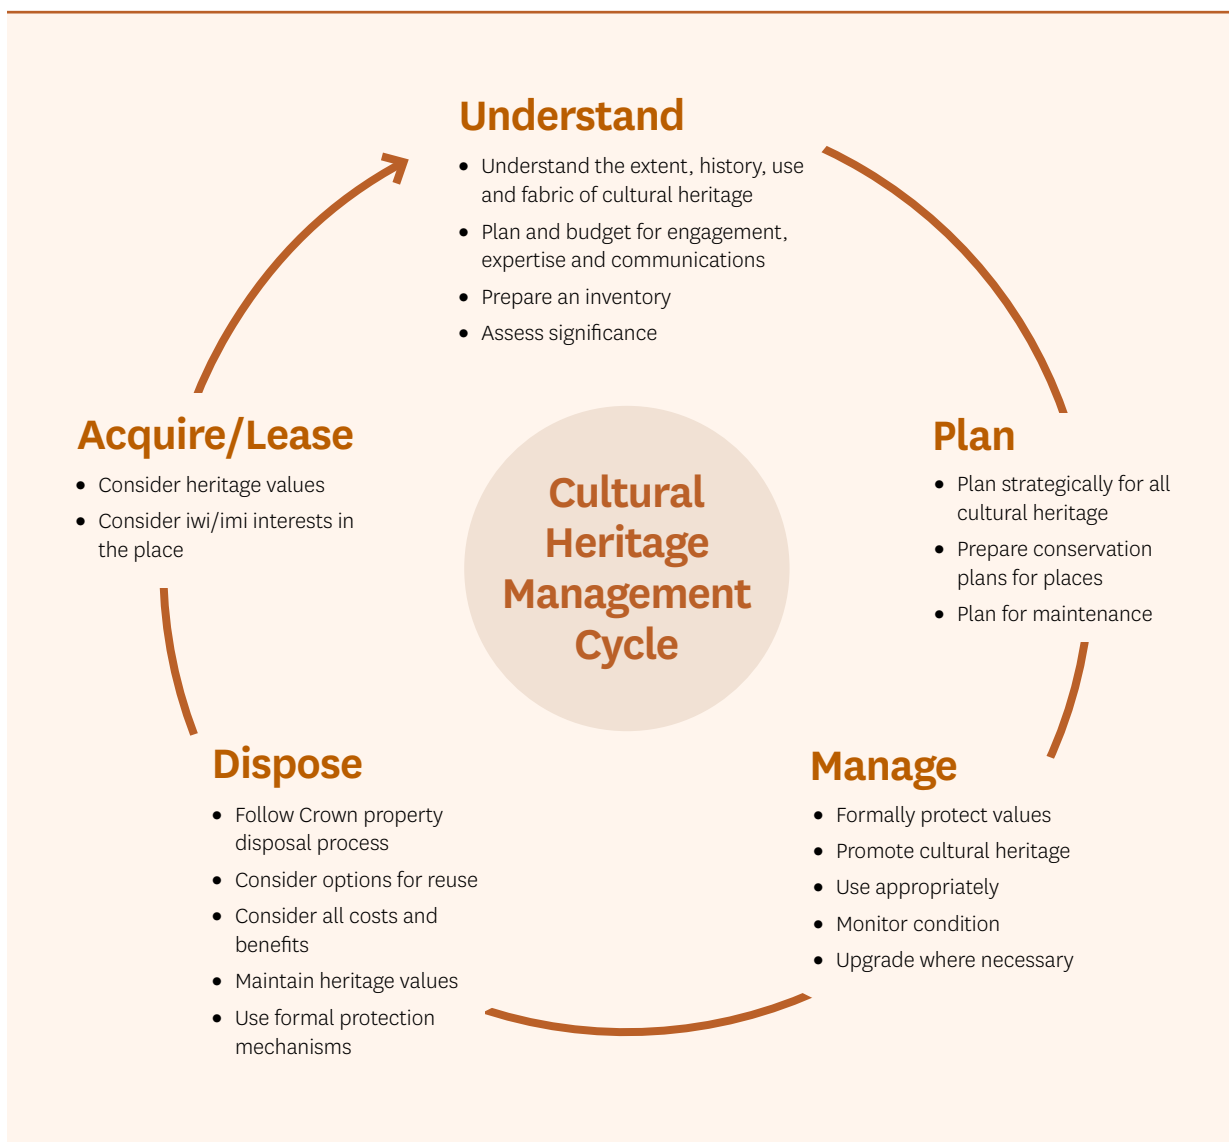 Understand
• Understand the extent, history, use
and fabric of cultural heritage
• Plan and budget for engagement,
expertise and communications
• Prepare an inventory
• Assess significance
Plan
• Plan strategically for all
cultural heritage
• Prepare conservation
plans for places
• Plan for maintenance
Manage
• Formally protect values
• Promote cultural heritage
• Use appropriately
• Monitor condition
• Upgrade where necessary
Dispose
• Follow Crown property
disposal process
• Consider options for reuse
• Consider all costs and
benefits
• Maintain heritage values
• Use formal protection
mechanisms
Acquire/Lease
• Consider heritage values
• Consider iwi/imi interests in
the place
Cultural
Heritage
Management
Cycle